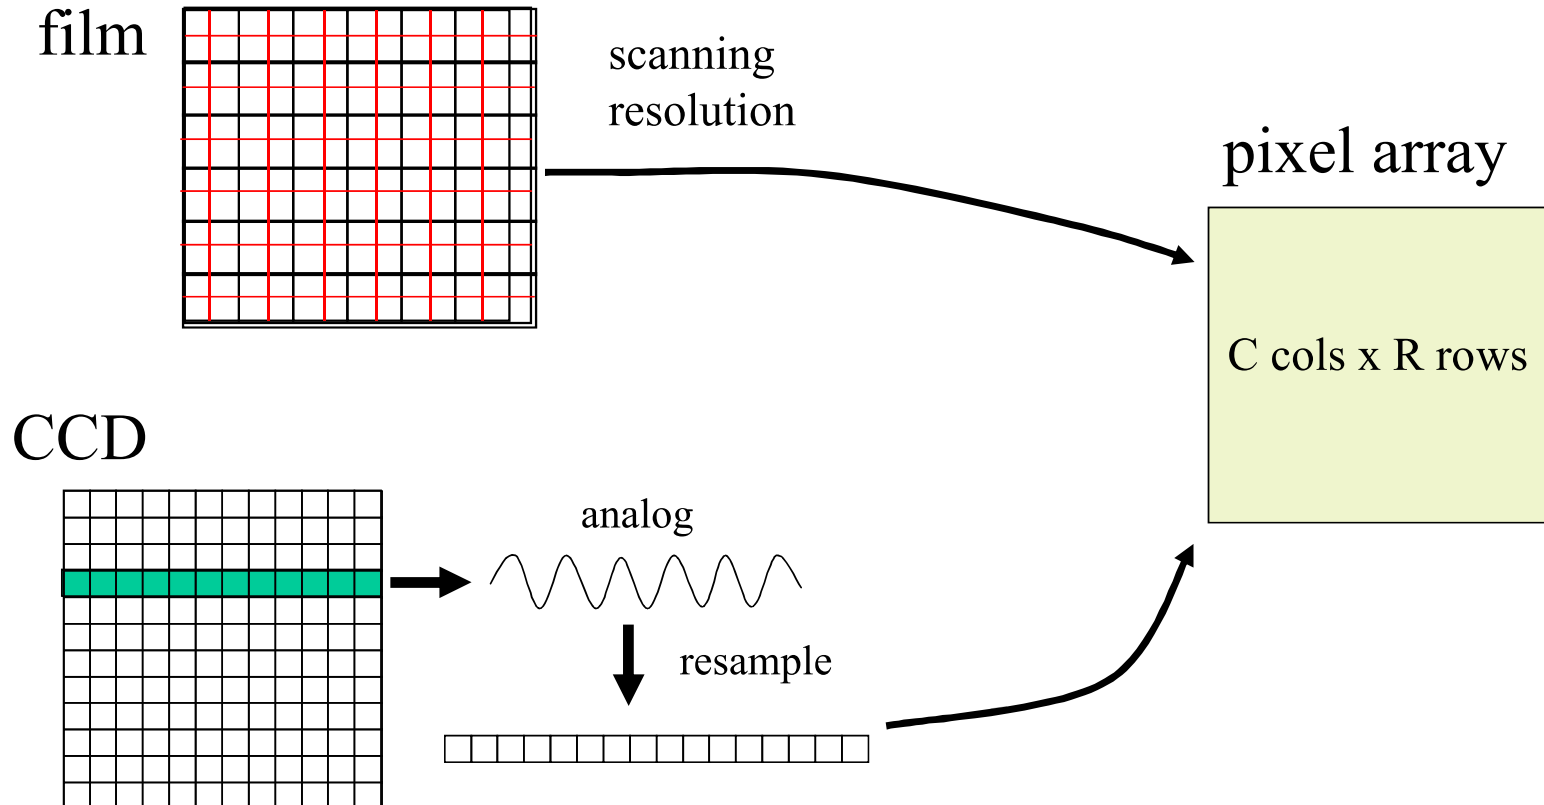 film
scanning
resolution
pixel array
C cols x R rows
CCD
analog
resample